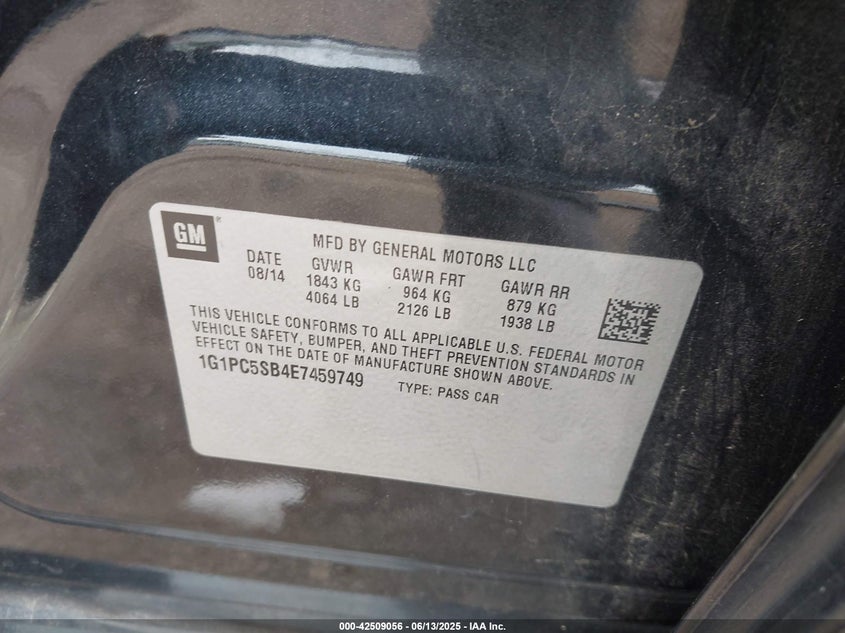 GM®
MFD BY GENERAL MOTORS LLC
DATE GVWR GAWR FRT GAWR RR
08/14 1843 KG 964 KG 879 KG
4064 LB 2126 LB 1938 LB
THIS VEHICLE CONFORMS TO ALL APPLICABLE U.S. FEDERAL MOTOR
VEHICLE SAFETY, BUMPER, AND THEFT PREVENTION STANDARDS IN
EFFECT ON THE DATE OF MANUFACTURE SHOWN ABOVE.
1G1PC5SB4E7459749 TYPE: PASS CAR
000-42509056 - 06/13/2025 - IAA Inc.